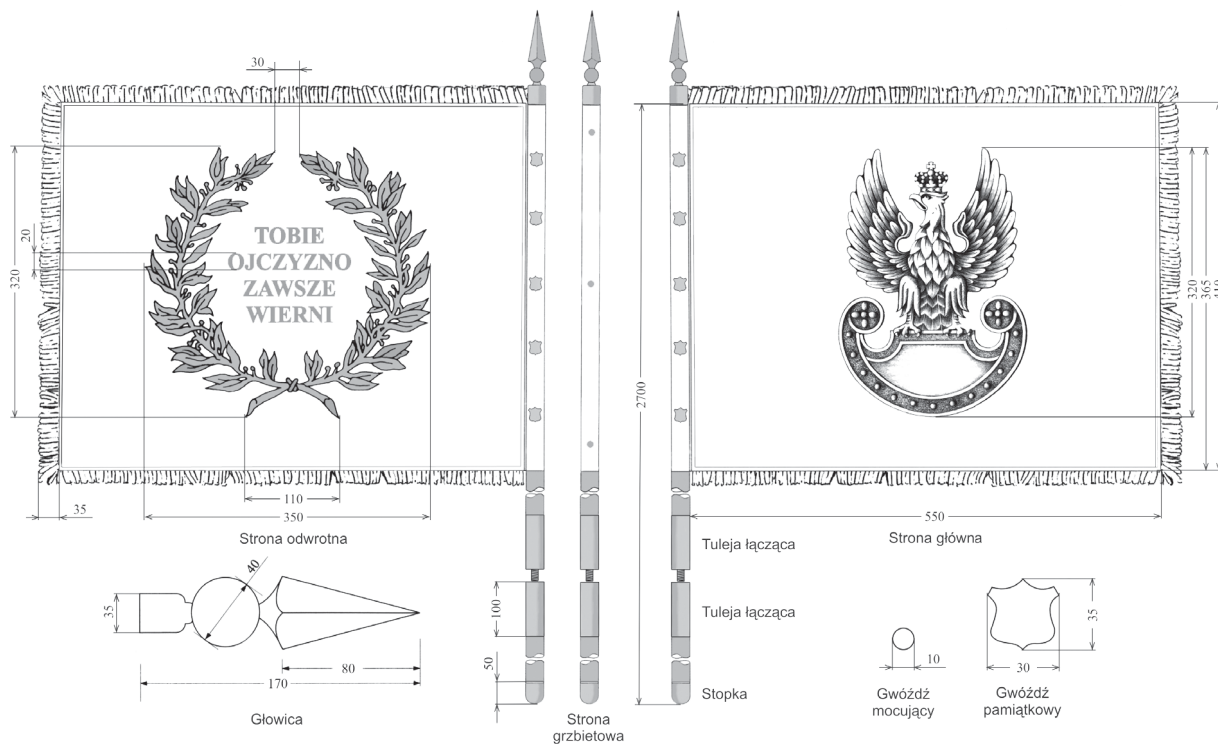 30
TOBIE
OJCZYZNO
ZAWSZE
WIERNI
20
320
110
350
35
Strona odwrotna
2700
320
365
550
Strona główna
Tuleja łącząca
Tuleja łącząca
Stopka
100
50
Strona
grzbietowa
40
35
80
170
Głowica
10
Gwóźdź
mocujący
35
30
Gwóźdź
pamiątkowy